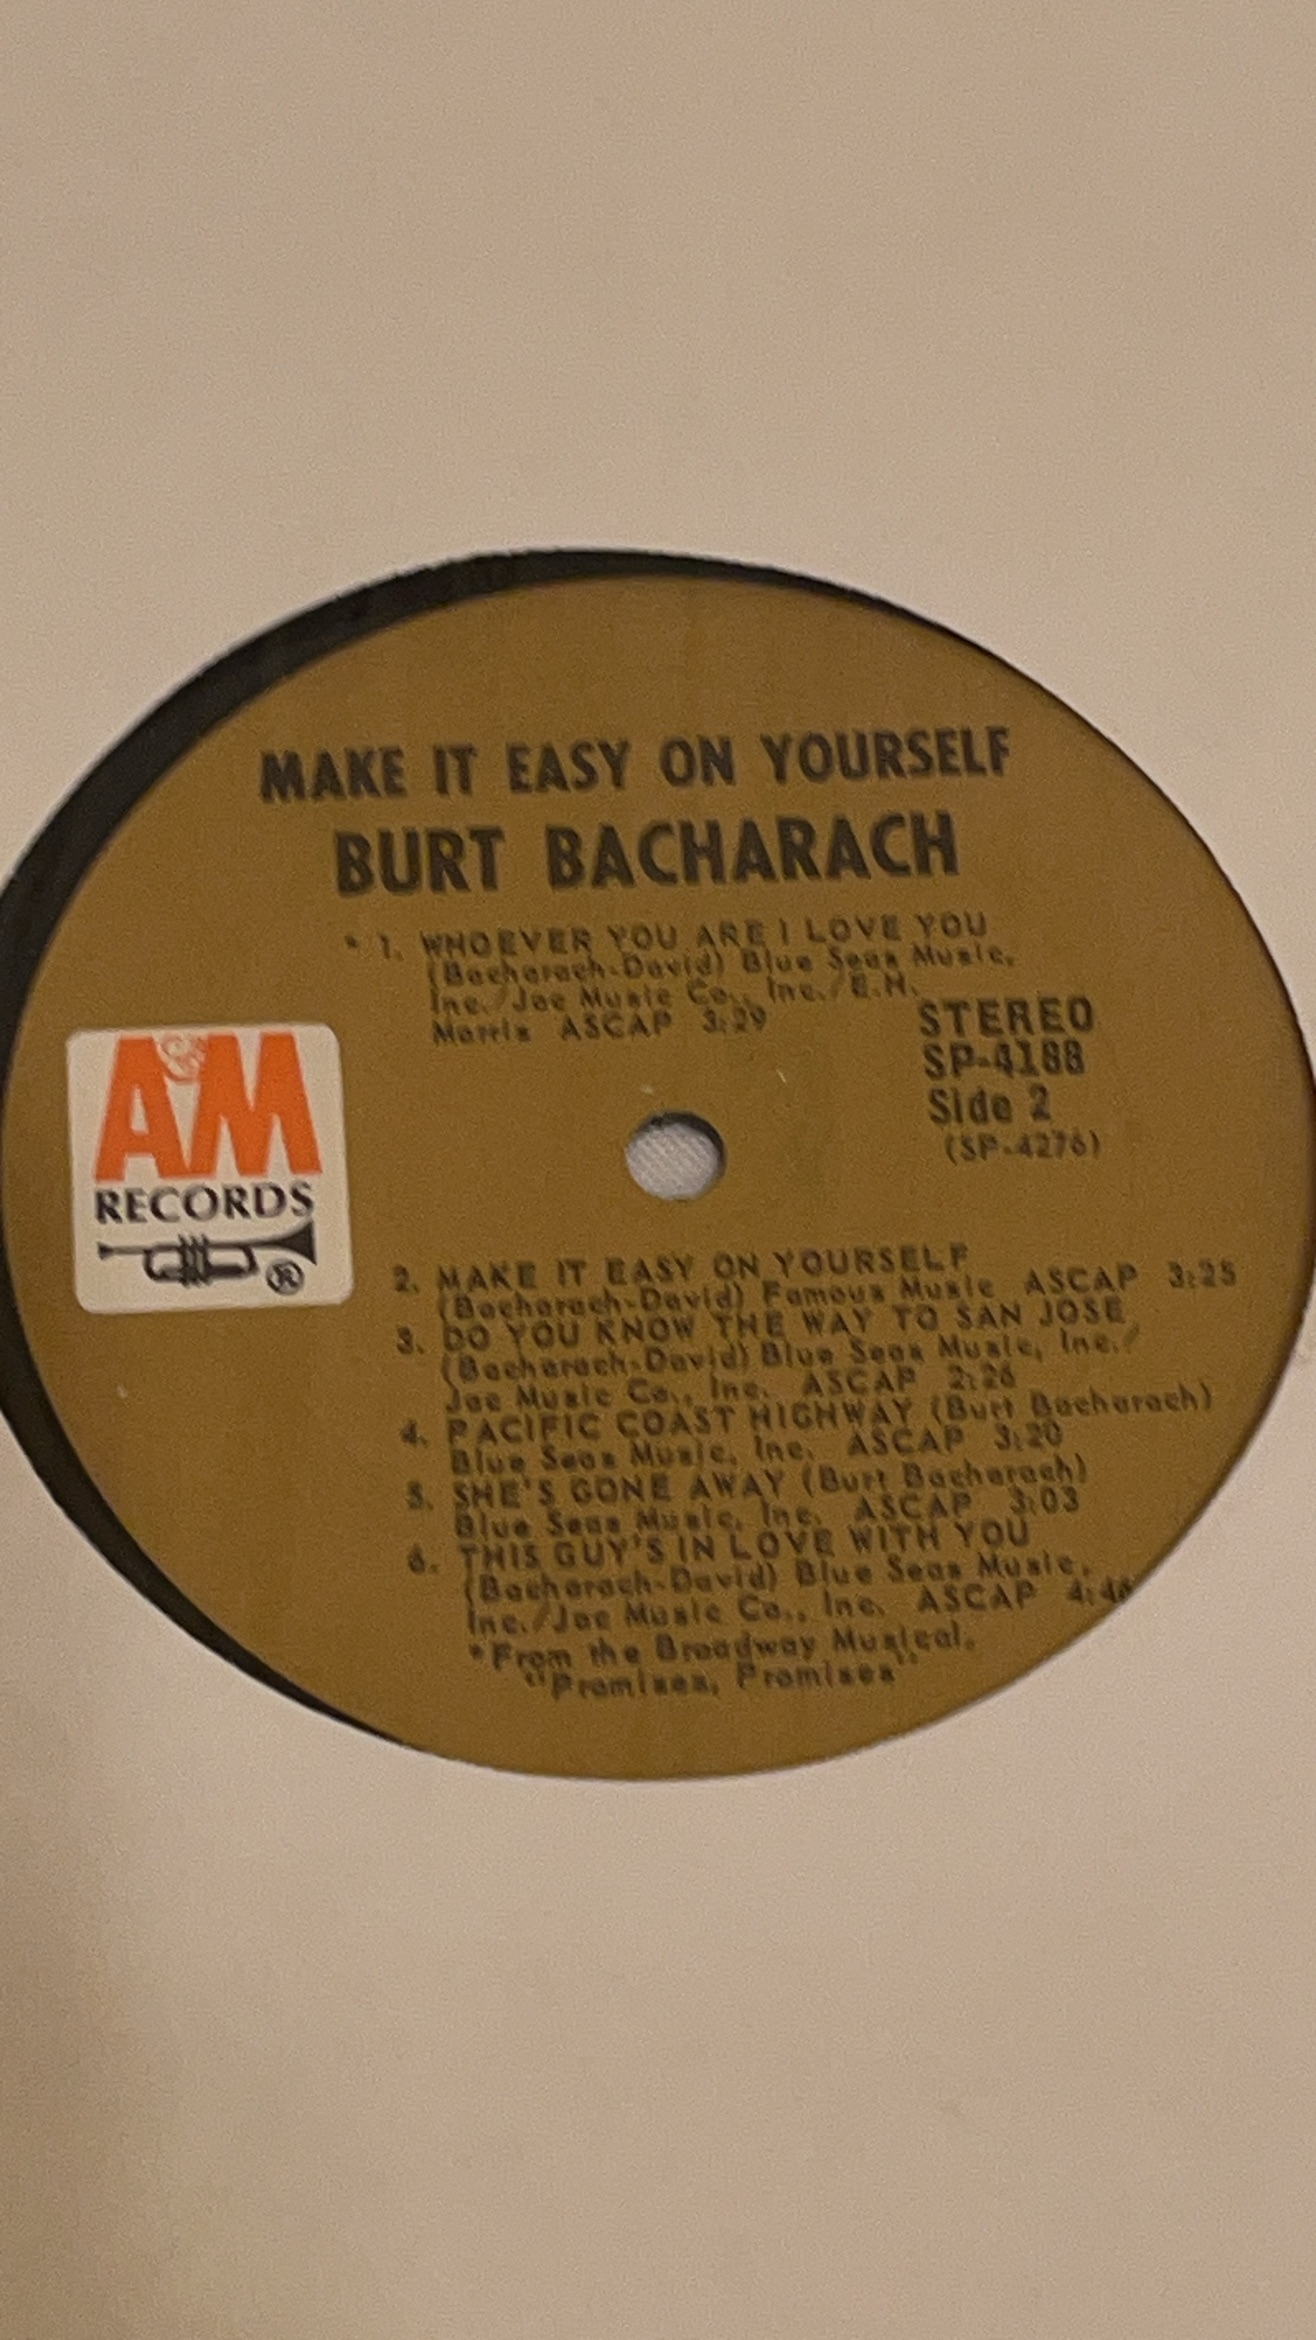 MAKE IT EASY ON YOURSELF
BURT BACHARACH
* 1. WHOEVER YOU ARE I LOVE YOU
(Bacharach-David) Blue Seas Music,
Inc./Jac Music Co., Inc./E.H.
Morris ASCAP 3:29
STEREO
SP-4188
Side 2
(SP-4276)
A&M
RECORDS
®
2. MAKE IT EASY ON YOURSELF
(Bacharach-David) Famous Music ASCAP 3:25
3. DO YOU KNOW THE WAY TO SAN JOSE
(Bacharach-David) Blue Seas Music, Inc./
Jac Music Co., Inc. ASCAP 2:26
4. PACIFIC COAST HIGHWAY (Burt Bacharach)
Blue Seas Music, Inc. ASCAP 3:20
5. SHE'S GONE AWAY (Burt Bacharach)
Blue Seas Music, Inc. ASCAP 3:03
6. THIS GUY'S IN LOVE WITH YOU
(Bacharach-David) Blue Seas Music,
Inc./Jac Music Co., Inc. ASCAP
*From the Broadway Musical,
"Promises, Promises"